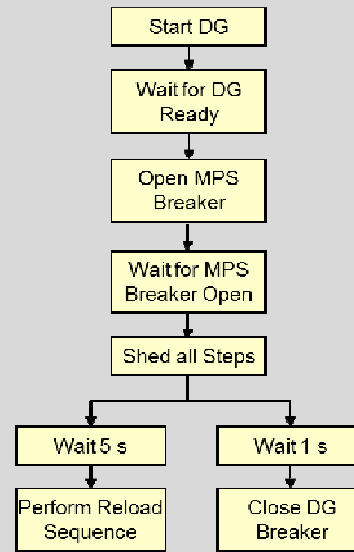 Start DG
Wait for DG
Ready
Open MPS
Breaker
Wait for MPS
Breaker Open
Shed all Steps
Wait 5 s
Wait 1 s
Perform Reload
Sequence
Close DG
Breaker